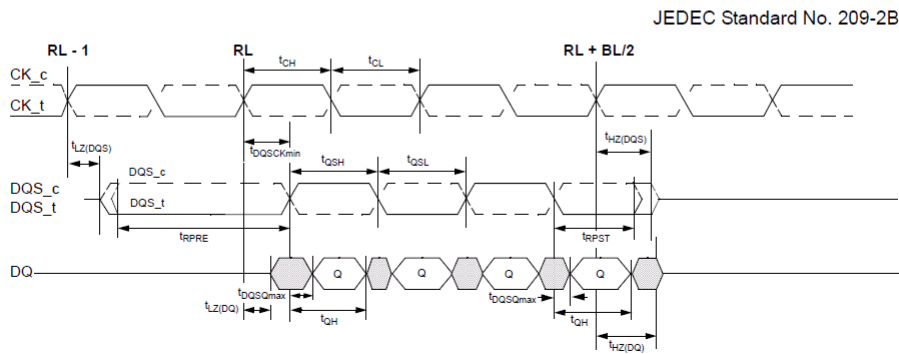 JEDEC Standard No. 209-2B
RL - 1 RL RL + BL/2
tCH tCL
CK_c
CK_t
tLZ(DQS) tDQSCKmin tHZ(DQS)
tQSH tQSL
DQS_c
DQS_c
DQS_t
DQS_t
tRPRE tRPST
DQ Q Q Q Q
tDQSQmax tDQSQmax
tLZ(DQ) tQH tQH
tHZ(DQ)